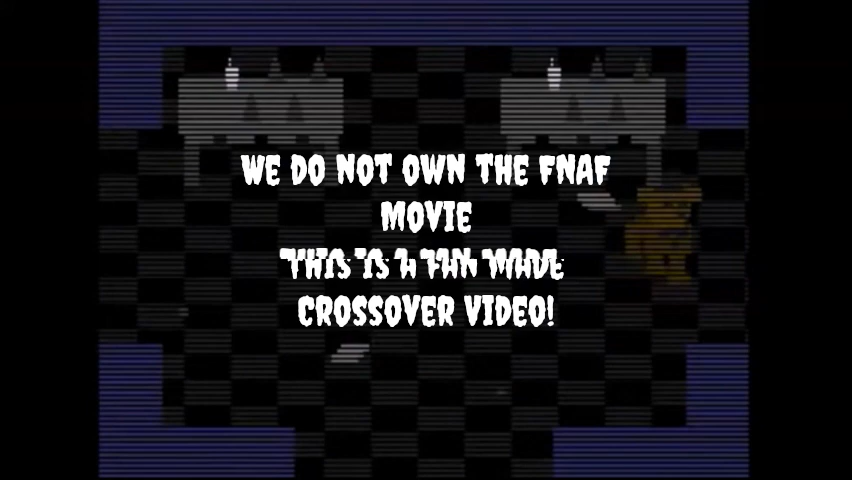 WE DO NOT OWN THE FNAF
MOVIE
THIS IS A FAN MADE
CROSSOVER VIDEO!